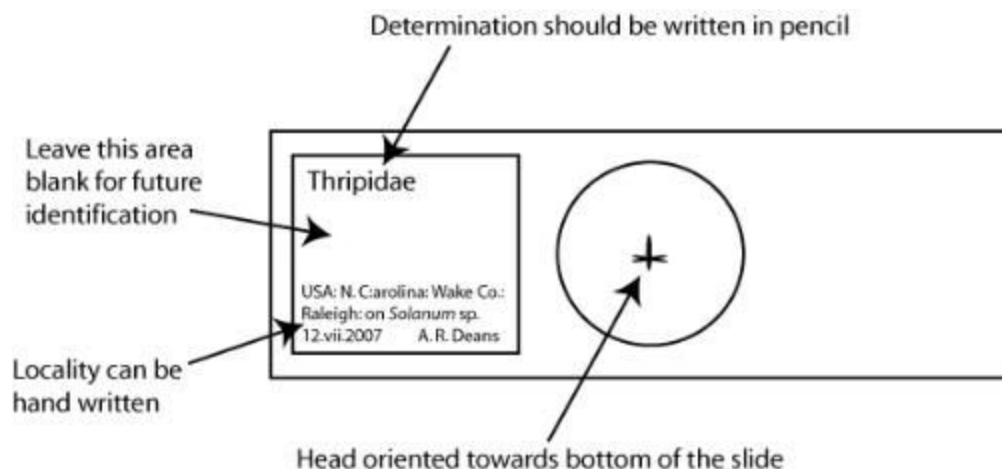 Determination should be written in pencil
Leave this area
blank for future
identification
Thripidae
USA: N. C:arolina: Wake Co.:
Raleigh: on Solanum sp.
12.vii.2007 A. R. Deans
Locality can be
hand written
Head oriented towards bottom of the slide